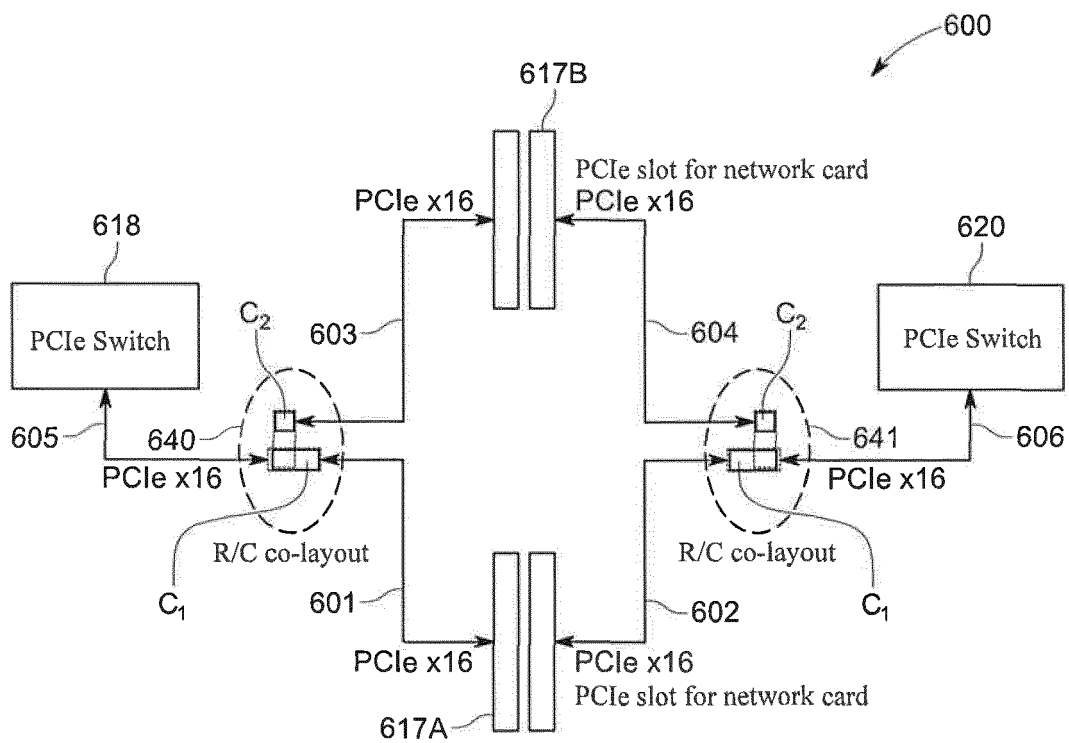 600
617B
PCIe slot for network card
PCIe x16
PCIe x16
618
620
PCIe Switch
C2
603
604
C2
PCIe Switch
605
640
641
606
PCIe x16
PCIe x16
R/C co-layout
R/C co-layout
C1
601
602
C1
PCIe x16
PCIe x16
PCIe slot for network card
617A